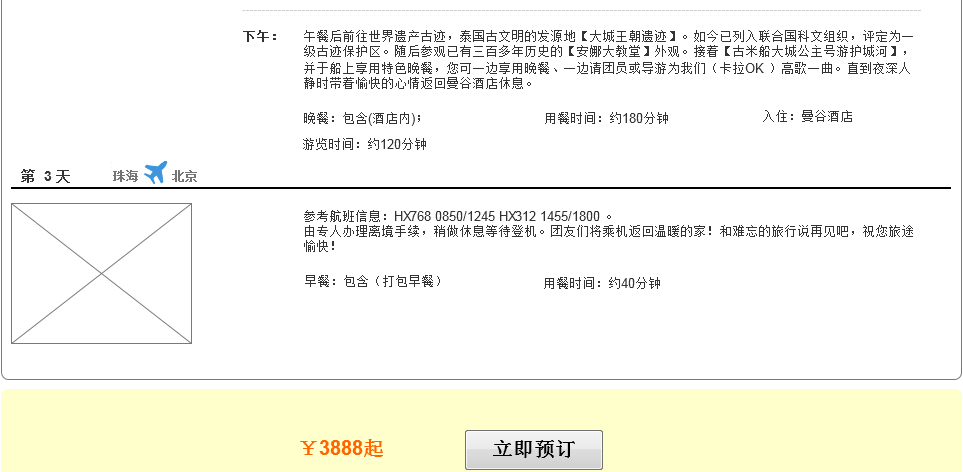 下午：
午餐后前往世界遗产古迹，泰国古文明的发源地【大城王朝遗迹】。如今已列入联合国科文组织，评定为一
级古迹保护区。随后参观已有三百多年历史的【安娜大教堂】外观。接着【古米船大城公主号游护城河】，
并于船上享用特色晚餐，您可一边享用晚餐、一边请团员或导游为我们（卡拉OK ）高歌一曲。直到夜深人
静时带着愉快的心情返回曼谷酒店休息。
晚餐：包含(酒店内)； 用餐时间：约180分钟 入住：曼谷酒店
游览时间：约120分钟
第 3 天 珠海 北京
参考航班信息：HX768 0850/1245 HX312 1455/1800 。
由专人办理离境手续，稍做休息等待登机。团友们将乘机返回温暖的家！和难忘的旅行说再见吧，祝您旅途
愉快！
早餐：包含（打包早餐） 用餐时间：约40分钟
￥3888起 立即预订